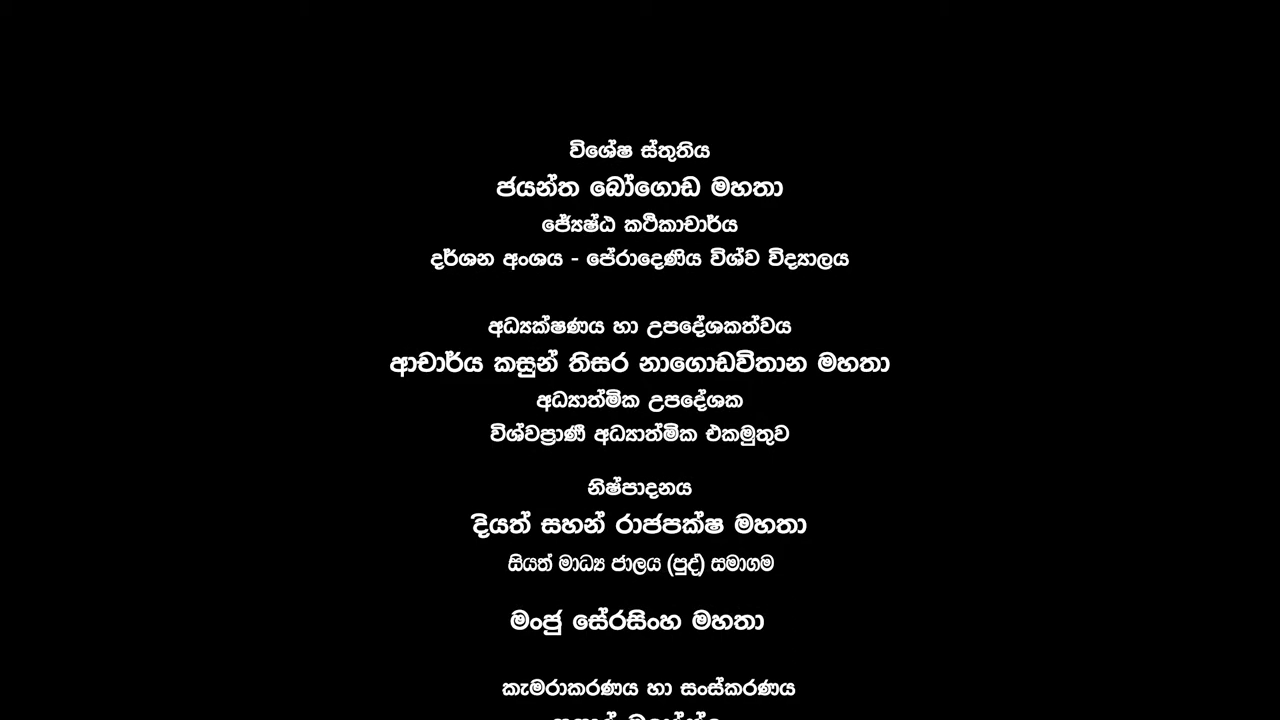 විශේෂ ස්තූතිය
ජයන්ත බෝගොඩ මහතා
ජ්‍යෙෂ්ඨ කථිකාචාර්ය
දර්ශන අංශය - පේරාදෙණිය විශ්ව විද්‍යාලය
අධ්‍යක්ෂණය හා උපදේශකත්වය
ආචාර්ය කසුන් තිසර නාගොඩවිතාන මහතා
අධ්‍යාත්මික උපදේශක
විශ්වප්‍රාණී අධ්‍යාත්මික එකමුතුව
නිෂ්පාදනය
දියත් සහන් රාජපක්ෂ මහතා
සියත් මාධ්‍ය ජාලය (පුද්) සමාගම
මංජු සේරසිංහ මහතා
කැමරාකරණය හා සංස්කරණය